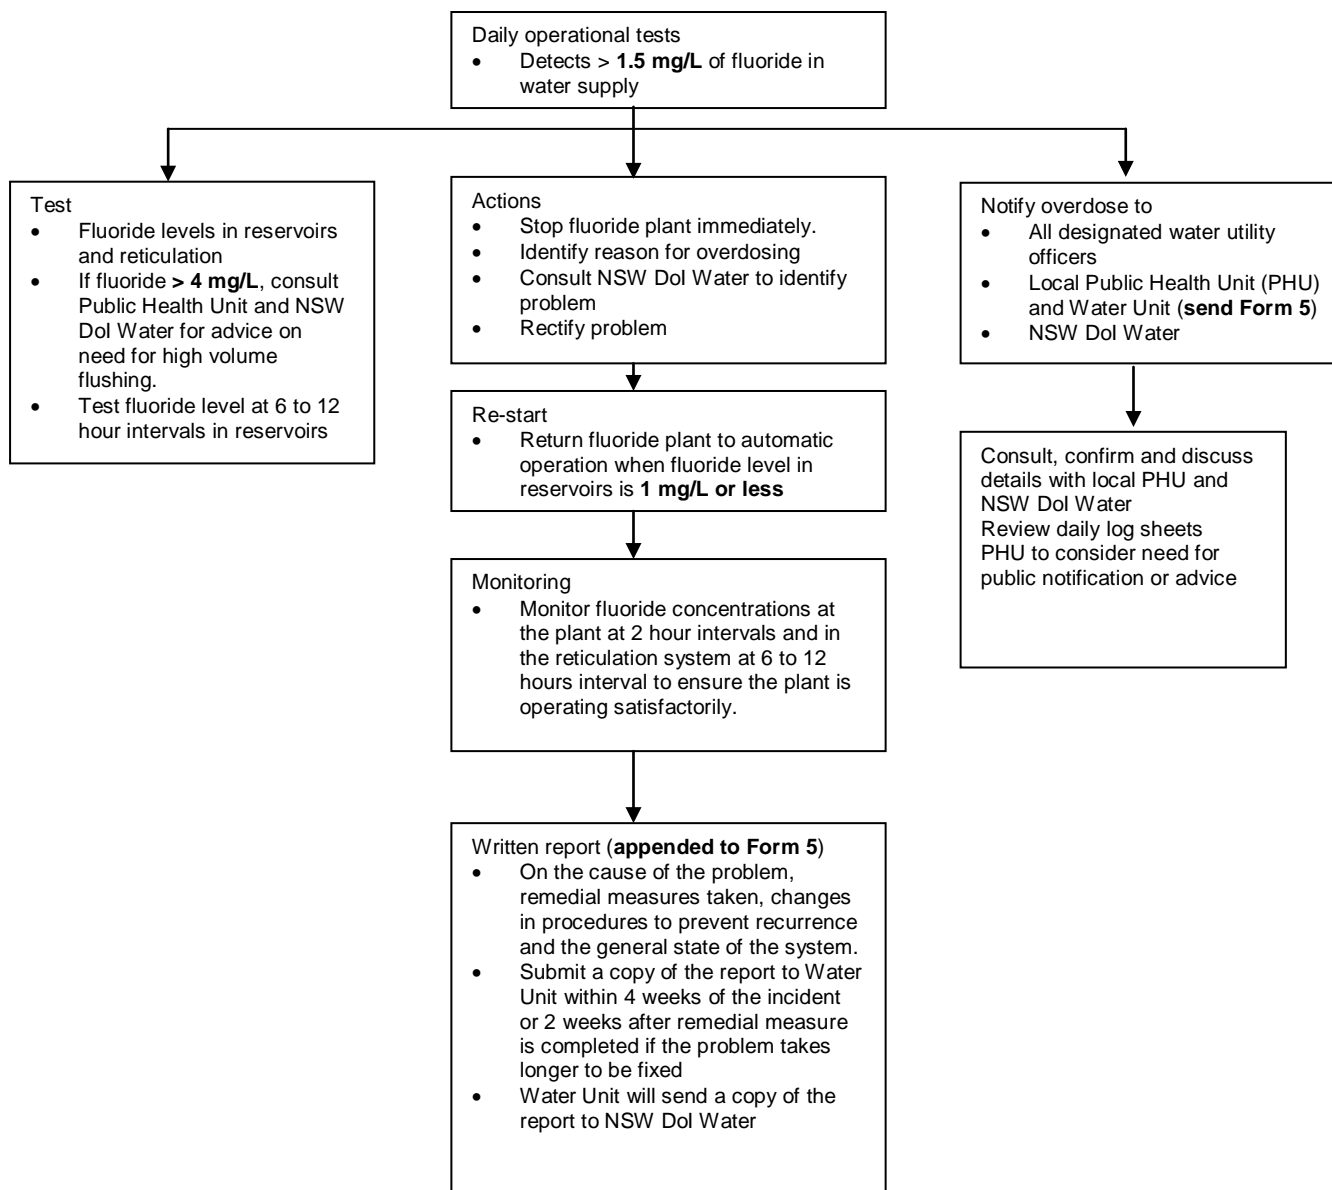 Daily operational tests
• Detects > 1.5 mg/L of fluoride in
water supply
Test
• Fluoride levels in reservoirs
and reticulation
• If fluoride > 4 mg/L, consult
Public Health Unit and NSW
DoI Water for advice on
need for high volume
flushing.
• Test fluoride level at 6 to 12
hour intervals in reservoirs
Actions
• Stop fluoride plant immediately.
• Identify reason for overdosing
• Consult NSW DoI Water to identify
problem
• Rectify problem
Notify overdose to
• All designated water utility
officers
• Local Public Health Unit (PHU)
and Water Unit (send Form 5)
• NSW DoI Water
Re-start
• Return fluoride plant to automatic
operation when fluoride level in
reservoirs is 1 mg/L or less
Consult, confirm and discuss
details with local PHU and
NSW DoI Water
Review daily log sheets
PHU to consider need for
public notification or advice
Monitoring
• Monitor fluoride concentrations at
the plant at 2 hour intervals and in
the reticulation system at 6 to 12
hours interval to ensure the plant is
operating satisfactorily.
Written report (appended to Form 5)
• On the cause of the problem,
remedial measures taken, changes
in procedures to prevent recurrence
and the general state of the system.
• Submit a copy of the report to Water
Unit within 4 weeks of the incident
or 2 weeks after remedial measure
is completed if the problem takes
longer to be fixed
• Water Unit will send a copy of the
report to NSW DoI Water